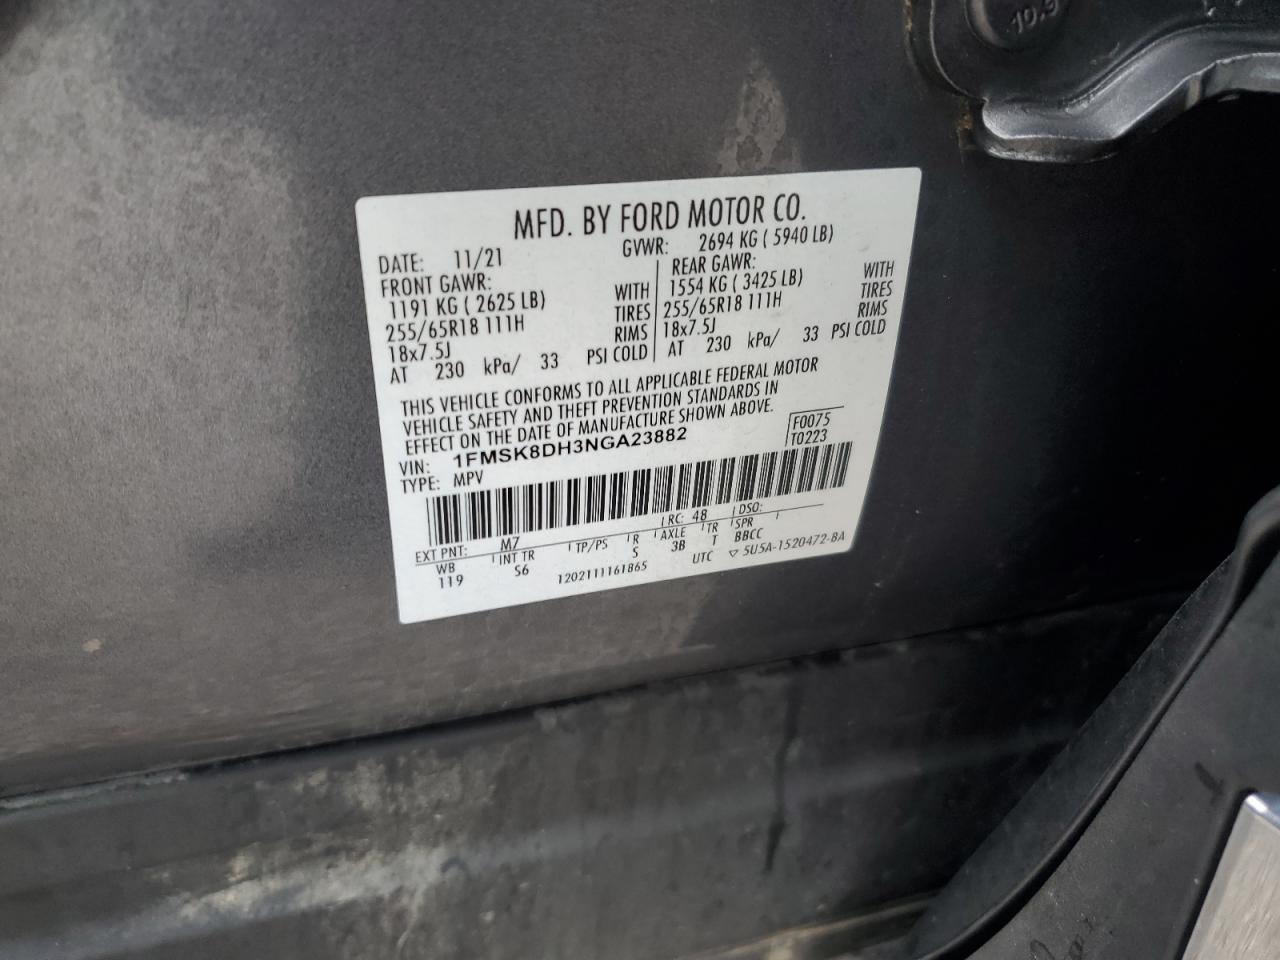 10.9
MFD. BY FORD MOTOR CO.
DATE: 11/21 GVWR: 2694 KG ( 5940 LB)
FRONT GAWR: REAR GAWR:
1191 KG ( 2625 LB) WITH 1554 KG ( 3425 LB) WITH
255/65R18 111H TIRES 255/65R18 111H TIRES
18x7.5J RIMS 18x7.5J RIMS
AT 230 kPa/ 33 PSI COLD AT 230 kPa/ 33 PSI COLD
THIS VEHICLE CONFORMS TO ALL APPLICABLE FEDERAL MOTOR
VEHICLE SAFETY AND THEFT PREVENTION STANDARDS IN
EFFECT ON THE DATE OF MANUFACTURE SHOWN ABOVE.
VIN: 1FMSK8DH3NGA23882 F0075
TYPE: MPV T0223
EXT PNT: M7 RC: 48 DSO:
WB INT TR TP/PS R AXLE TR SPR
119 S6 S 3B T BBCC
1202111161865 UTC ▽ 5U5A-1520472-BA